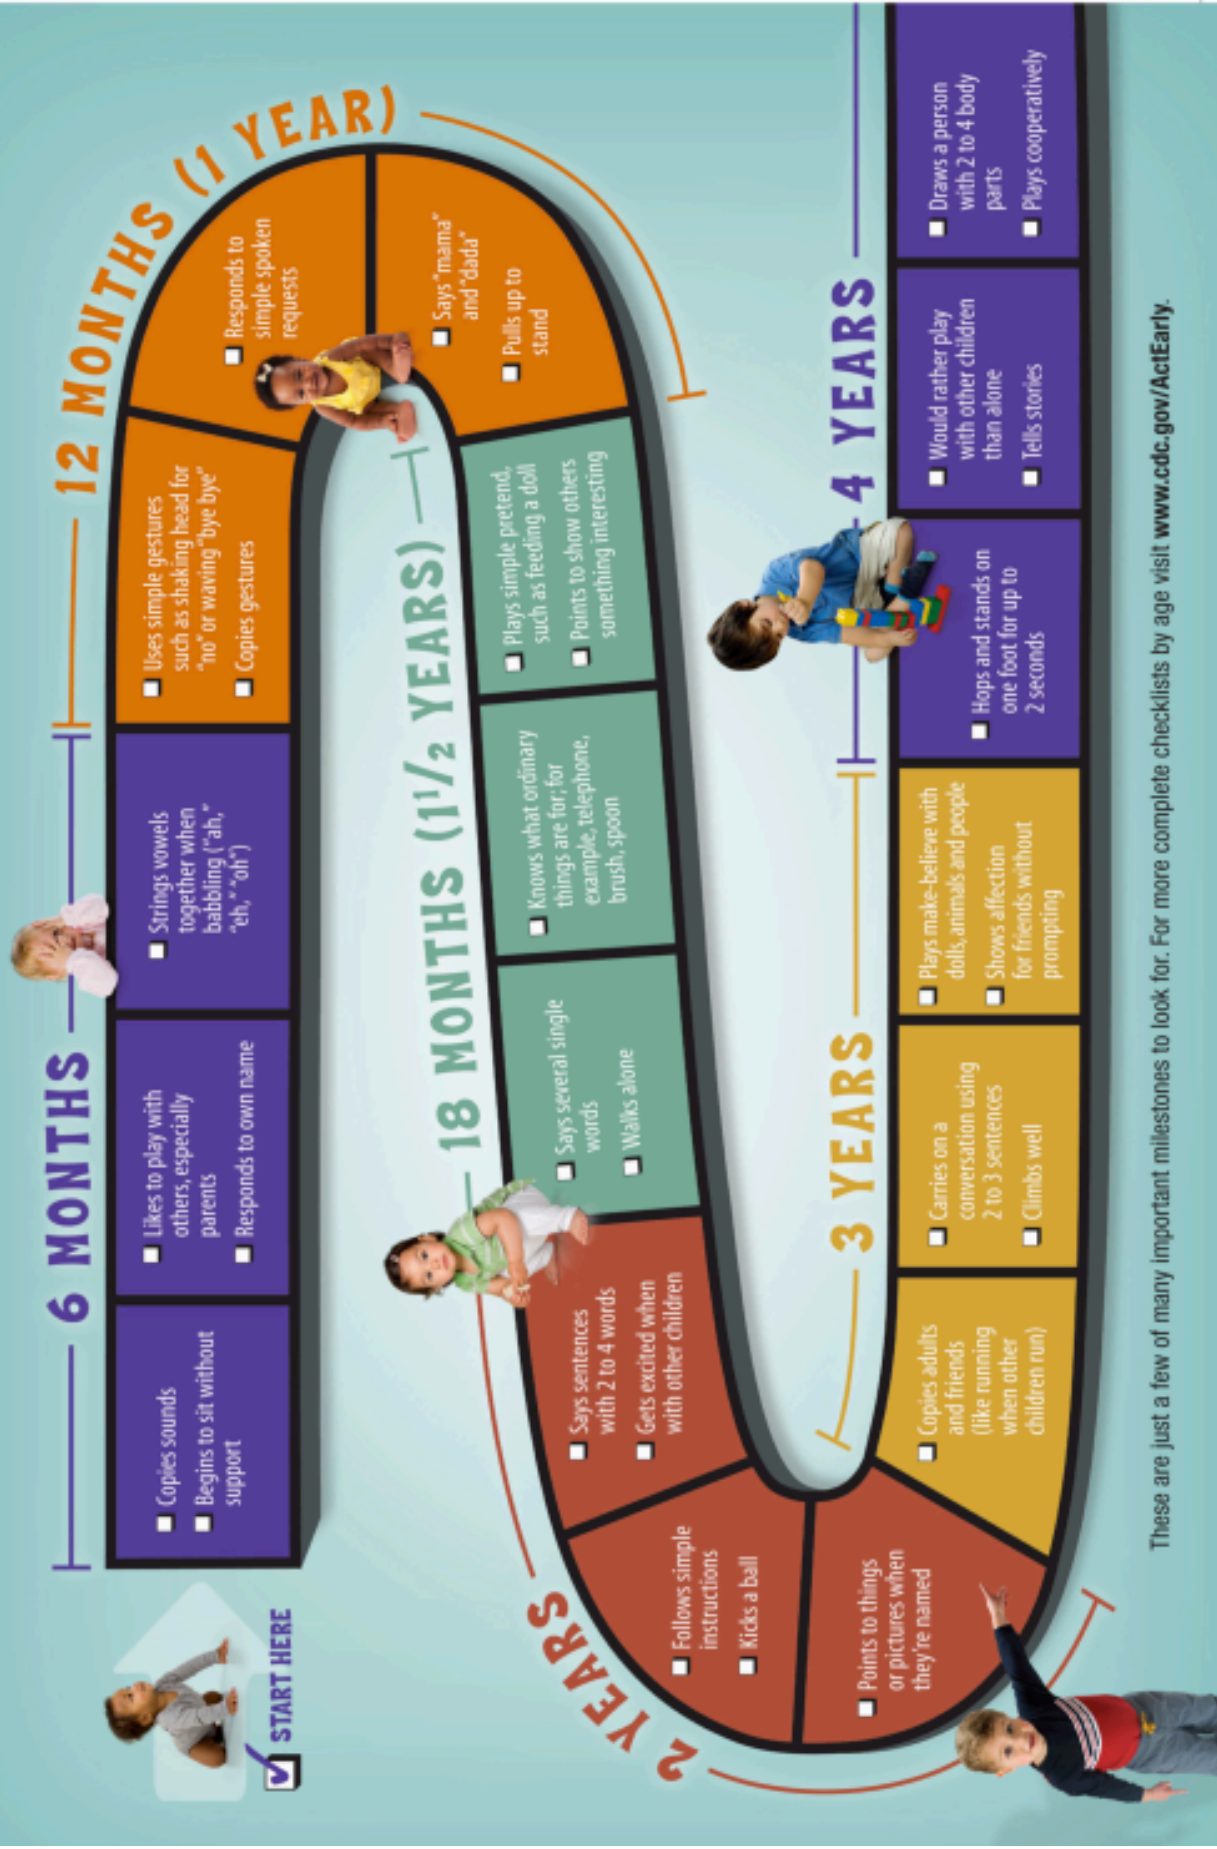 START HERE
6 MONTHS
Copies sounds
Begins to sit without
support
Likes to play with
others, especially
parents
Responds to own name
Strings vowels
together when
babbling ("ah,"
"eh," "oh")
12 MONTHS (1 YEAR)
Uses simple gestures
such as shaking head for
"no" or waving "bye bye"
Copies gestures
Responds to
simple spoken
requests
Says "mama"
and "dada"
Pulls up to
stand
18 MONTHS (1 1/2 YEARS)
Plays simple pretend,
such as feeding a doll
Points to show others
something interesting
Knows what ordinary
things are for; for
example, telephone,
brush, spoon
Says several single
words
Walks alone
2 YEARS
Says sentences
with 2 to 4 words
Gets excited when
with other children
Follows simple
instructions
Kicks a ball
Points to things
or pictures when
they're named
3 YEARS
Copies adults
and friends
(like running
when other
children run)
Carries on a
conversation using
2 to 3 sentences
Climbs well
Plays make-believe with
dolls, animals and people
Shows affection
for friends without
prompting
4 YEARS
Hops and stands on
one foot for up to
2 seconds
Would rather play
with other children
than alone
Tells stories
Draws a person
with 2 to 4 body
parts
Plays cooperatively
These are just a few of many important milestones to look for. For more complete checklists by age visit www.cdc.gov/ActEarly.